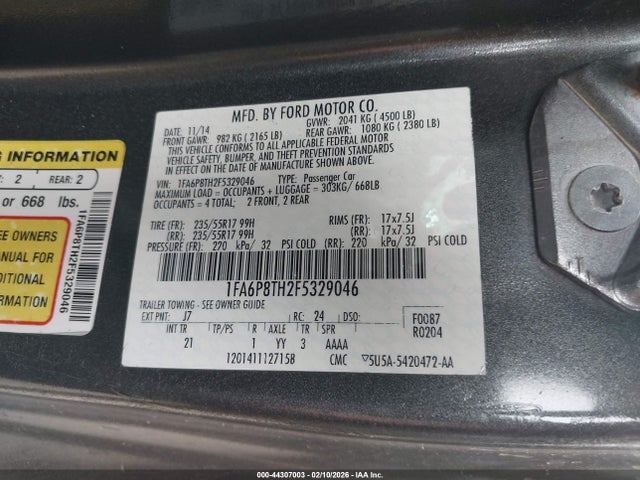 MFD. BY FORD MOTOR CO.
11/14 GVWR: 2041 KG ( 4500 LB)
FRONT GAWR: 982 KG ( 2165 LB) REAR GAWR: 1080 KG ( 2380 LB)
THIS VEHICLE CONFORMS TO ALL APPLICABLE FEDERAL MOTOR
VEHICLE SAFETY, BUMPER, AND THEFT PREVENTION STANDARDS
IN EFFECT ON THE DATE OF MANUFACTURE SHOWN ABOVE.
VIN: 1FA6P8TH2F5329046 TYPE: Passenger Car
MAXIMUM LOAD = OCCUPANTS + LUGGAGE = 303KG/ 668LB
OCCUPANTS = 4 TOTAL; 2 FRONT, 2 REAR
TIRE (FR): 235/55R17 99H RIMS (FR): 17x7.5J
(RR): 235/55R17 99H (RR): 17x7.5J
PRESSURE (FR): 220 kPa/ 32 PSI COLD (RR): 220 kPa/ 32 PSI COLD
1FA6P8TH2F5329046
TRAILER TOWING - SEE OWNER GUIDE
EXT PNT: J7 RC: 24 DSO: F0087
INT TR TP/PS R AXLE TR SPR R0204
21 1 YY 3 AAAA
1201411127158 CMC ▽5U5A-5420472-AA
G INFORMATION
: 2 REAR: 2
or 668 lbs.
EE OWNERS
ANUAL FOR
DDITIONAL
ORMATION
1FA6P8TH2F5329046
000-44307003 - 02/10/2026 - IAA, Inc.